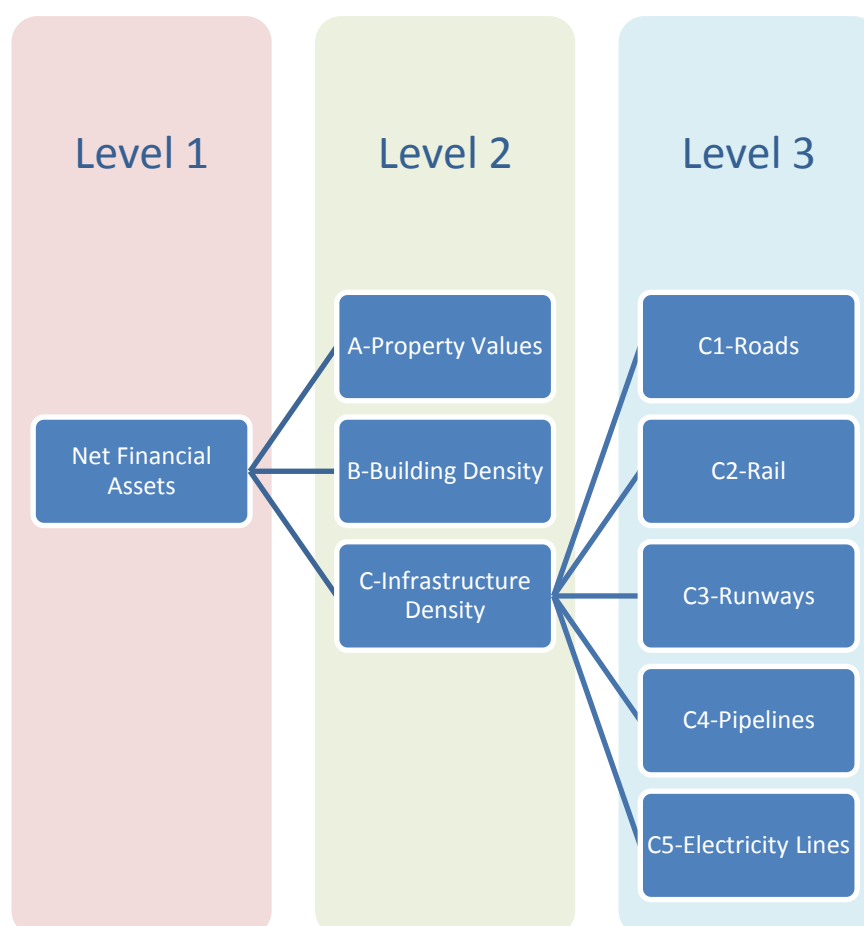 Level 1
Level 2
Level 3
Net Financial
Assets
A-Property Values
B-Building Density
C-Infrastructure
Density
C1-Roads
C2-Rail
C3-Runways
C4-Pipelines
C5-Electricity Lines